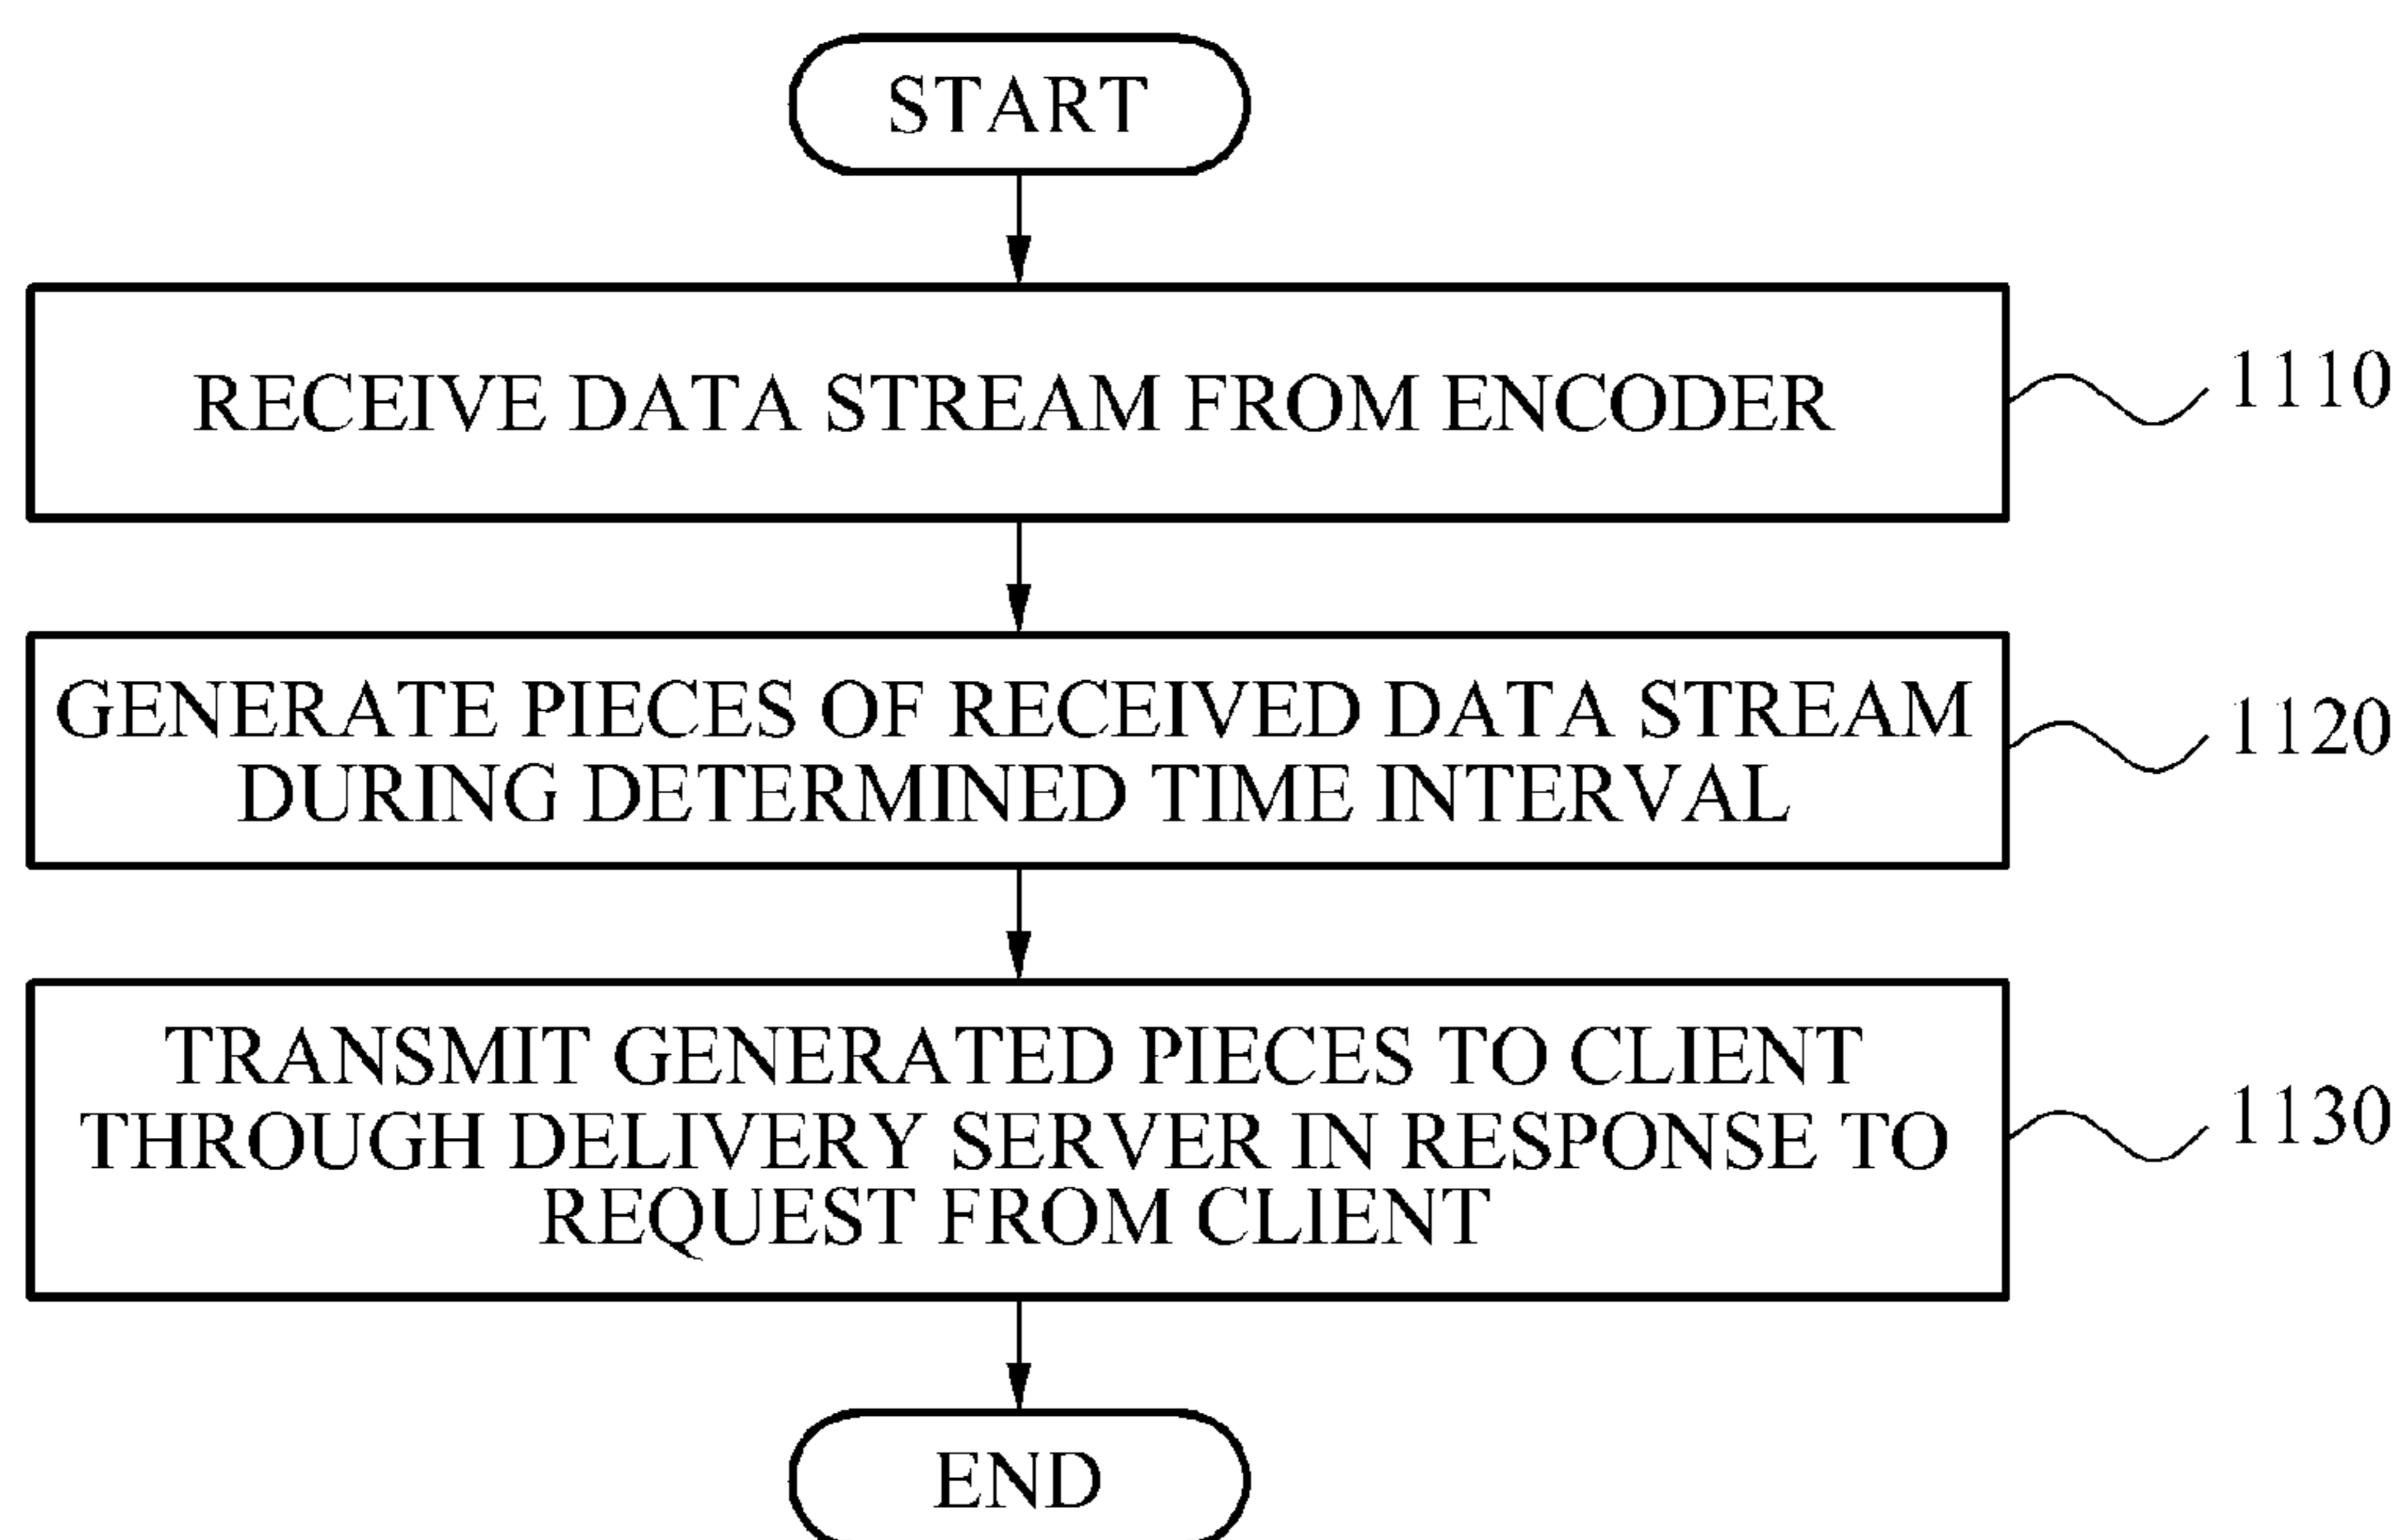 START
RECEIVE DATA STREAM FROM ENCODER
1110
GENERATE PIECES OF RECEIVED DATA STREAM
DURING DETERMINED TIME INTERVAL
1120
TRANSMIT GENERATED PIECES TO CLIENT
THROUGH DELIVERY SERVER IN RESPONSE TO
REQUEST FROM CLIENT
1130
END